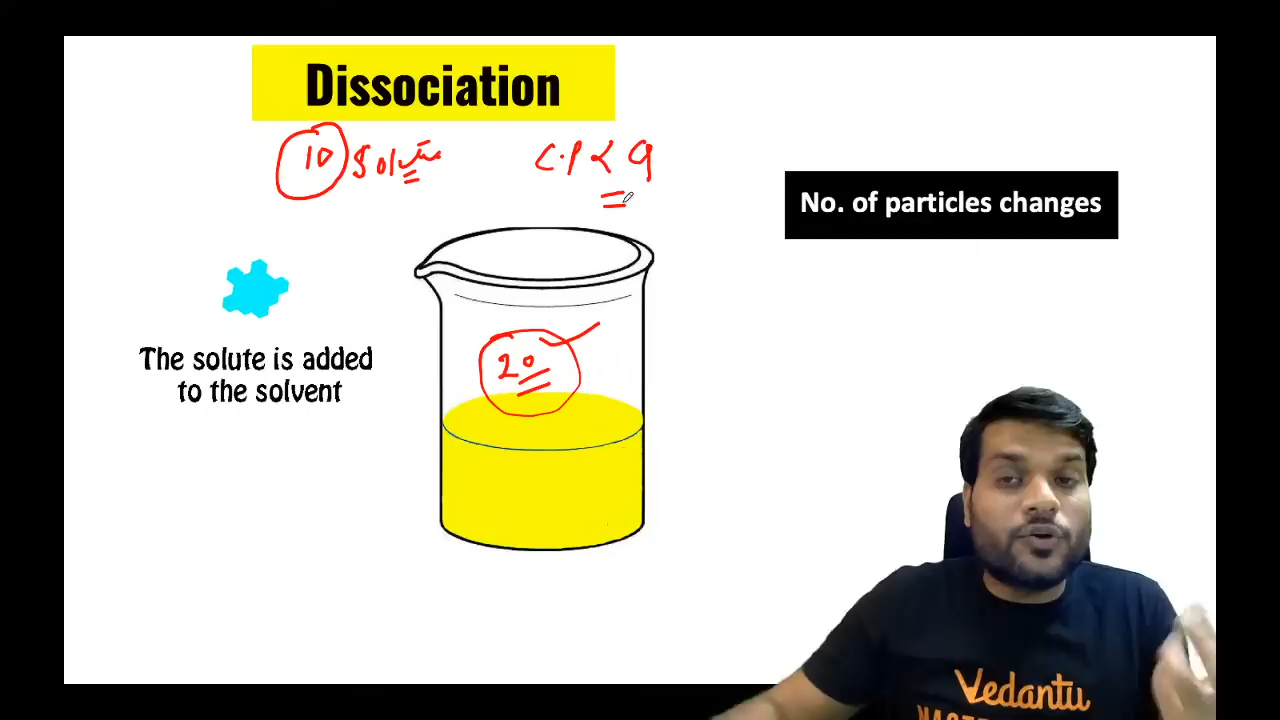 Dissociation
10 Solute
C.P ∝ 9
No. of particles changes
The solute is added
to the solvent
20
Vedantu